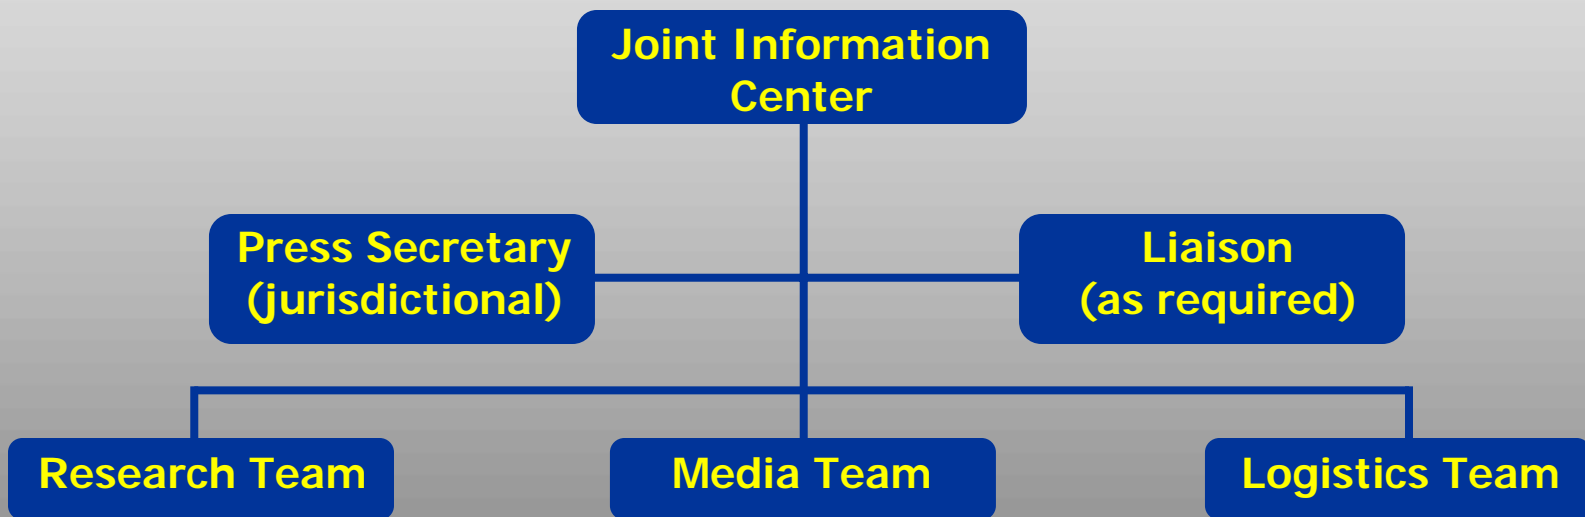 Joint Information
Center
Press Secretary
(jurisdictional)
Liaison
(as required)
Research Team
Media Team
Logistics Team